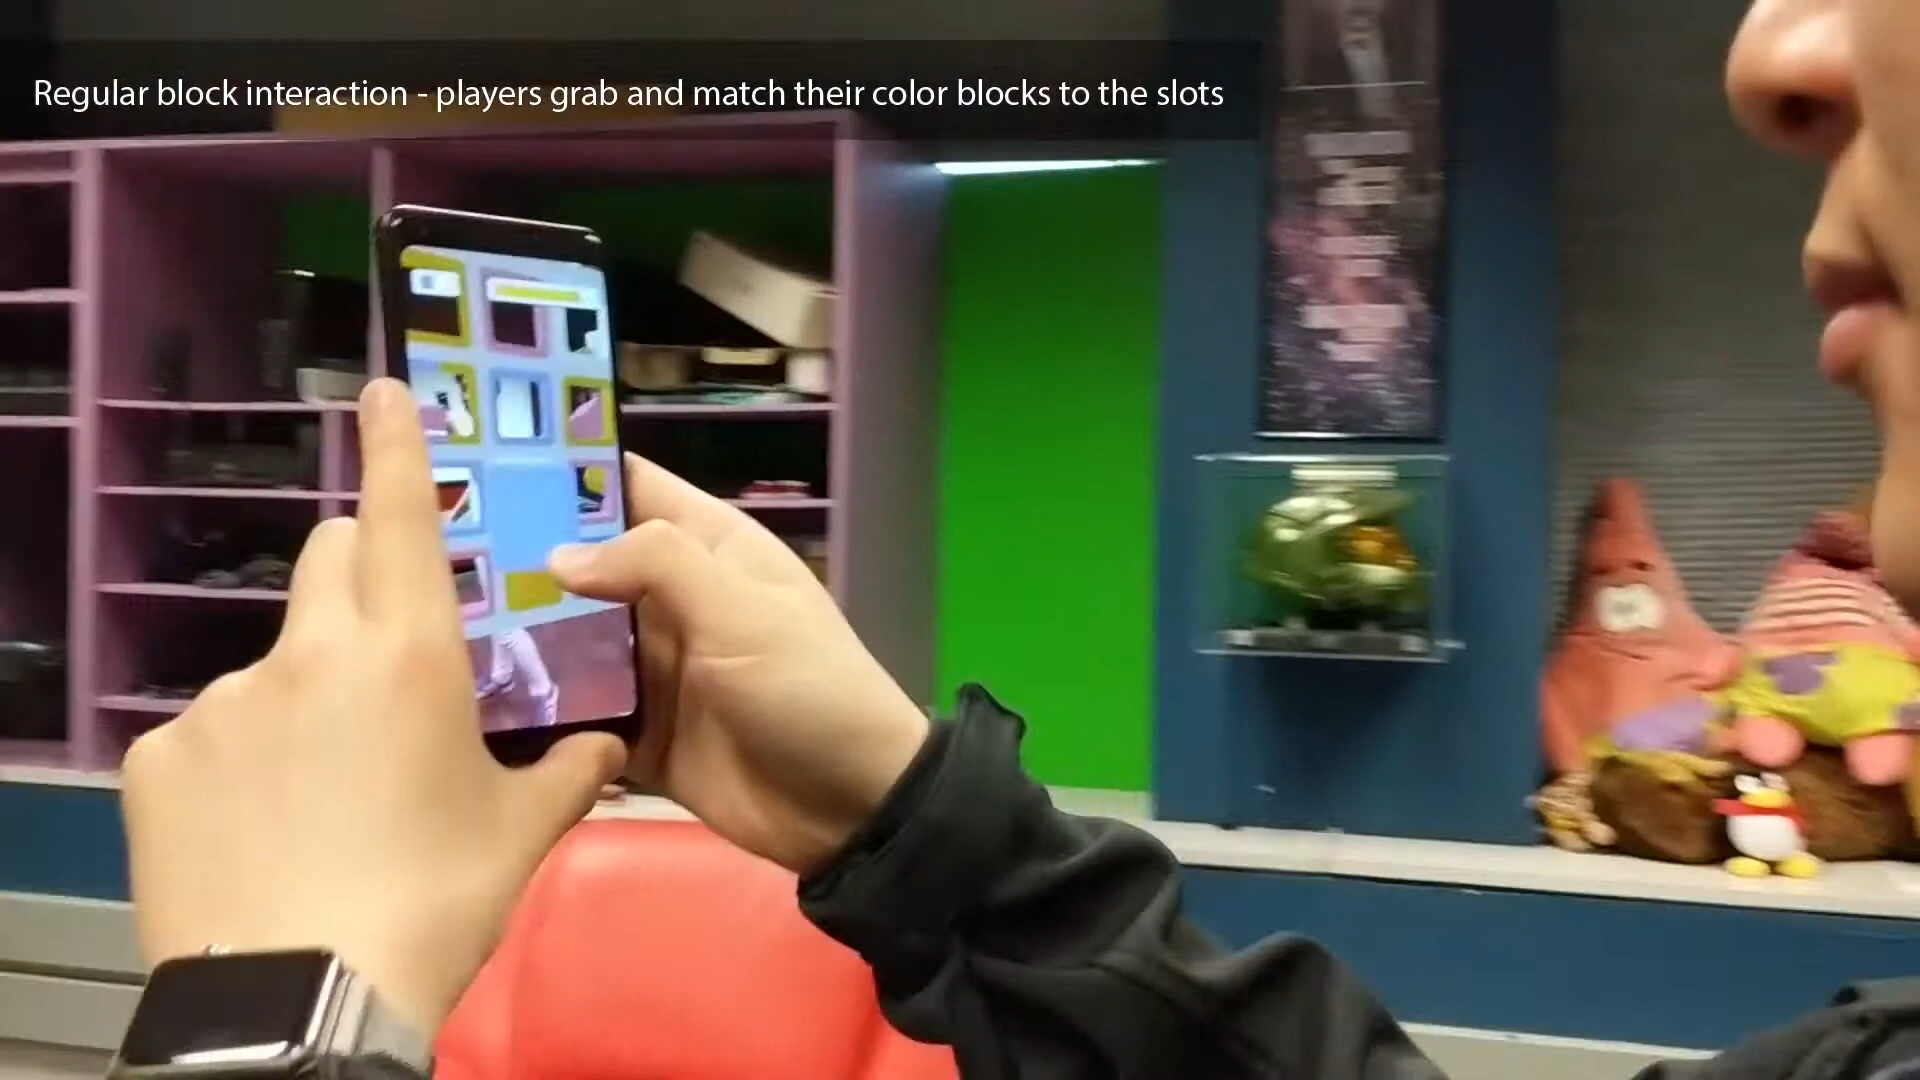 Regular block interaction - players grab and match their color blocks to the slots